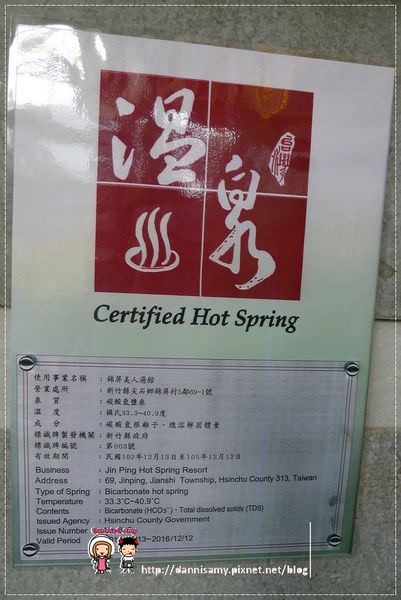 溫泉
台灣
Certified Hot Spring
使用事業名稱 : 錦屏美人湯館
營業處所 : 新竹縣尖石鄉錦屏村5鄰69-1號
泉質 : 碳酸氫鹽泉
溫度 : 攝氏33.3~40.9度
成分 : 碳酸氫根離子、總溶解固體量
標識牌製發機關 : 新竹縣政府
標識牌編號 : 第003號
有效期間 : 民國102年12月13日至105年12月12日
Business : Jin Ping Hot Spring Resort
Address : 69, Jinping, Jianshi Township, Hsinchu County 313, Taiwan
Type of Spring : Bicarbonate hot spring
Temperature : 33.3°C~40.9°C
Contents : Bicarbonate (HCO3⁻)、Total dissolved solids (TDS)
Issued Agency : Hsinchu County Government
Issue Number
Valid Period 13~2016/12/12
http://dannisamy.pixnet.net/blog